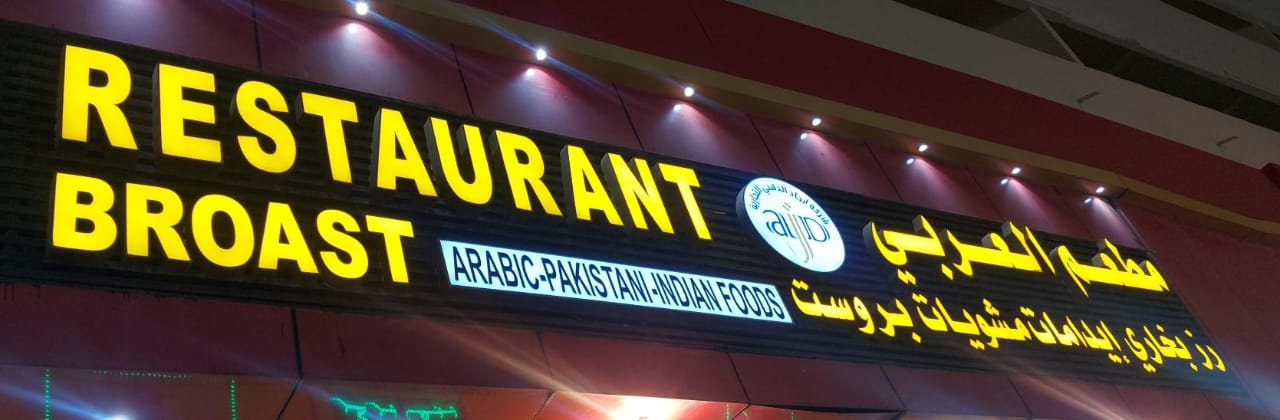 RESTAURANT
BROAST
ARABIC-PAKISTANI-INDIAN FOODS
مطعم العربي
رز بخاري إيدامات مشويات بروست